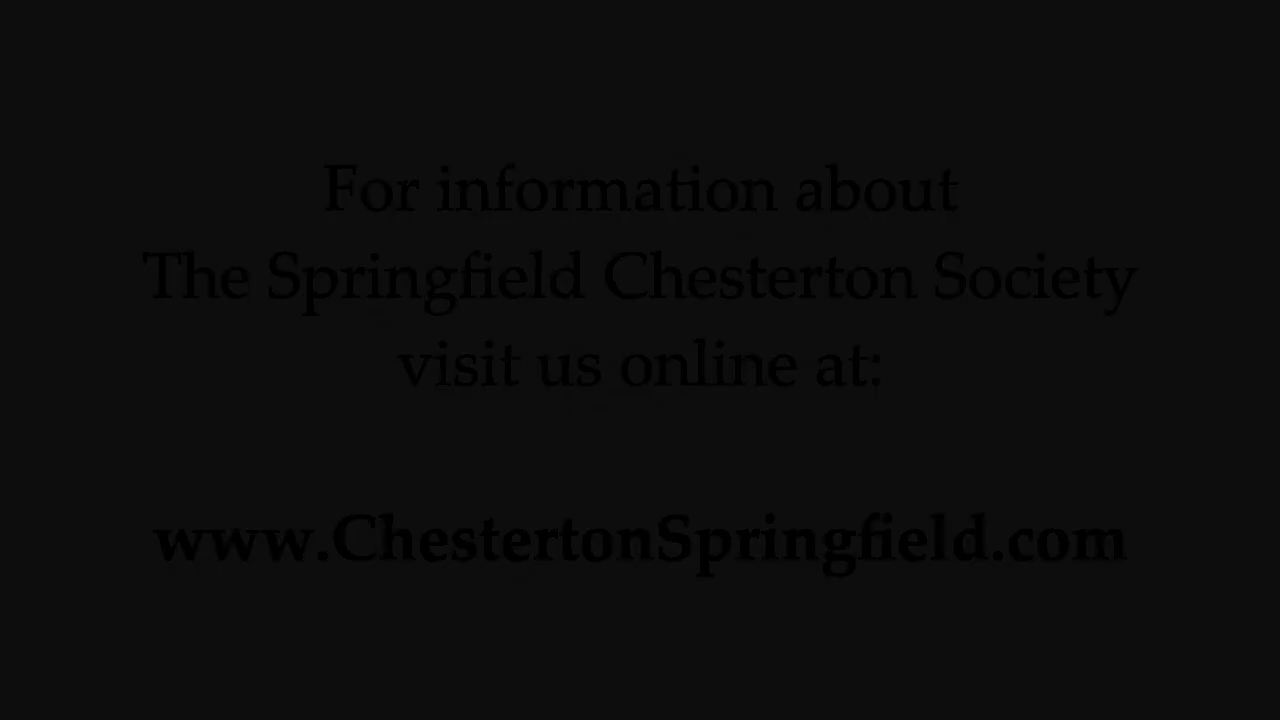 For information about
The Springfield Chesterton Society
visit us online at:
www.ChestertonSpringfield.com